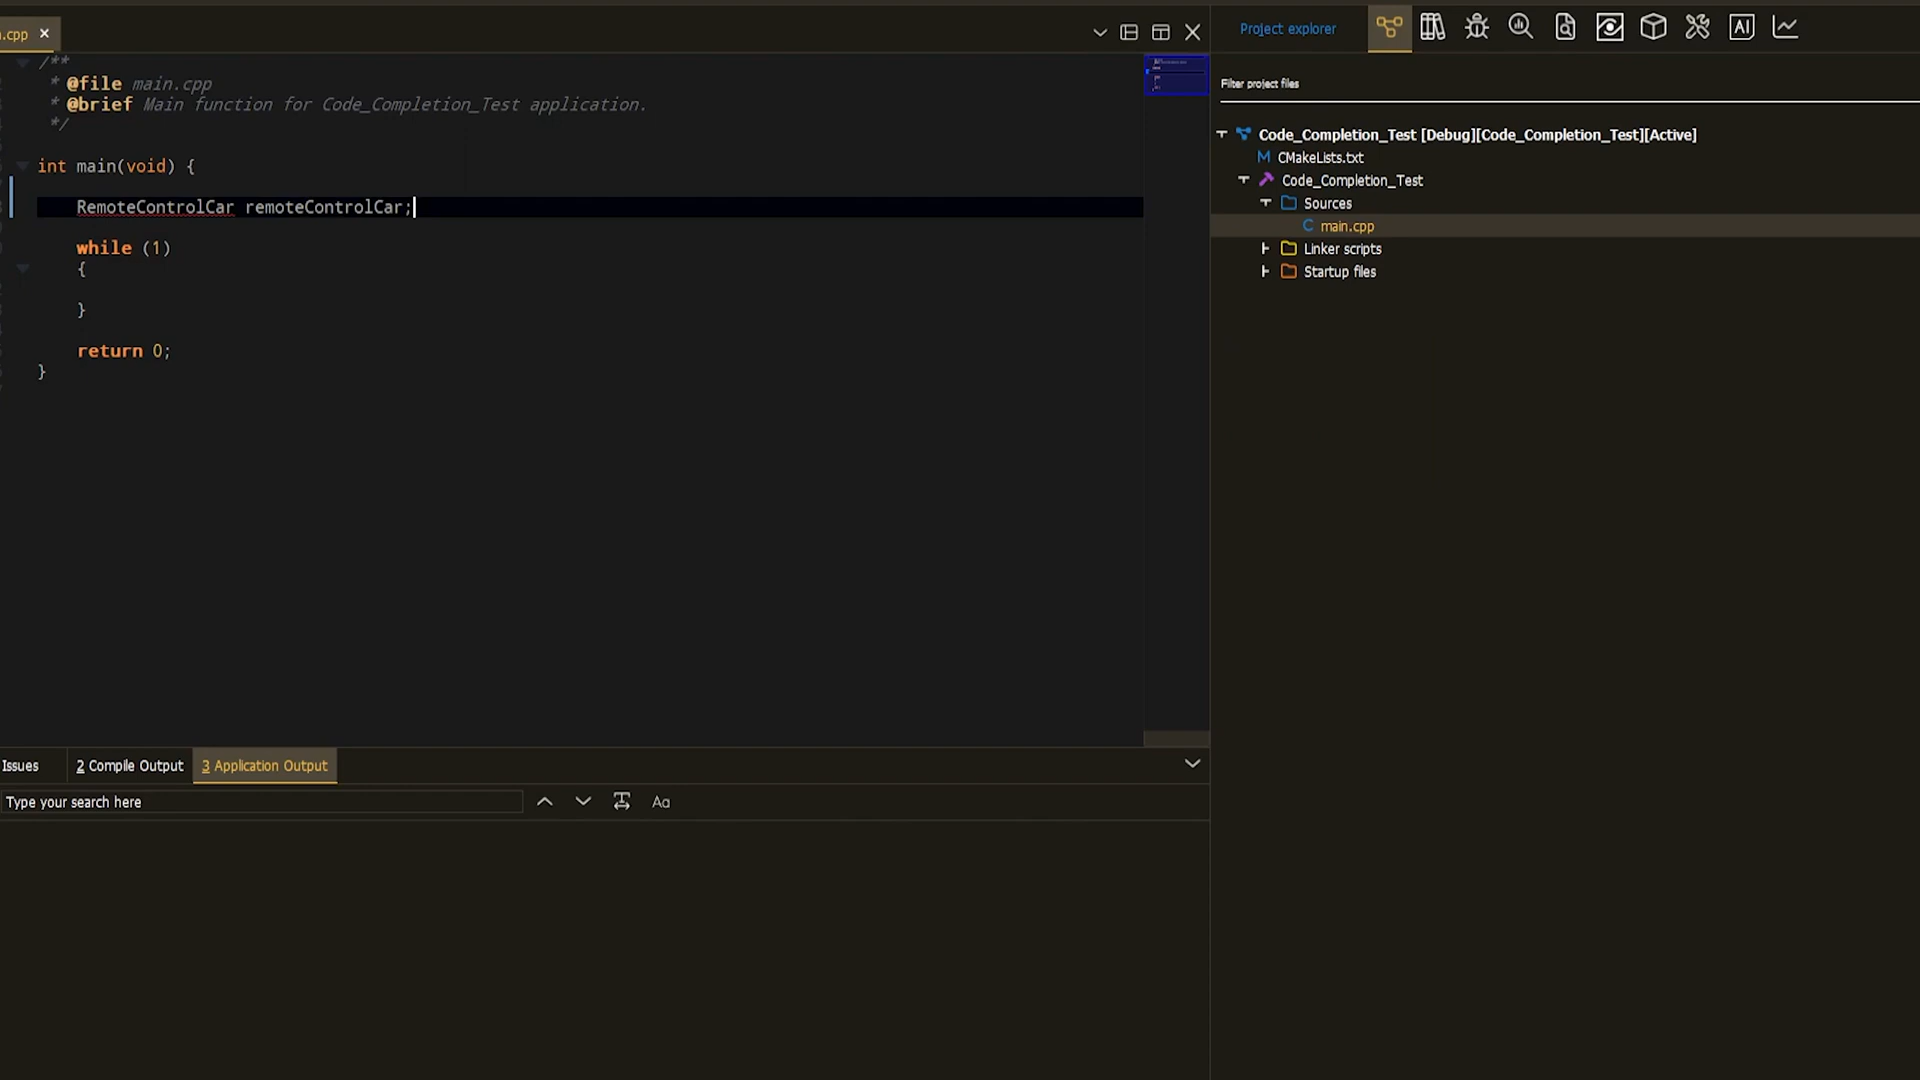 .cpp
Project explorer
AI
/**
* @file main.cpp
* @brief Main function for Code_Completion_Test application.
*/
int main(void) {
RemoteControlCar remoteControlCar;
while (1)
{
}
return 0;
}
Filter project files
Code_Completion_Test [Debug][Code_Completion_Test][Active]
M CMakeLists.txt
Code_Completion_Test
Sources
C main.cpp
Linker scripts
Startup files
Issues
2 Compile Output
3 Application Output
Type your search here
Aa